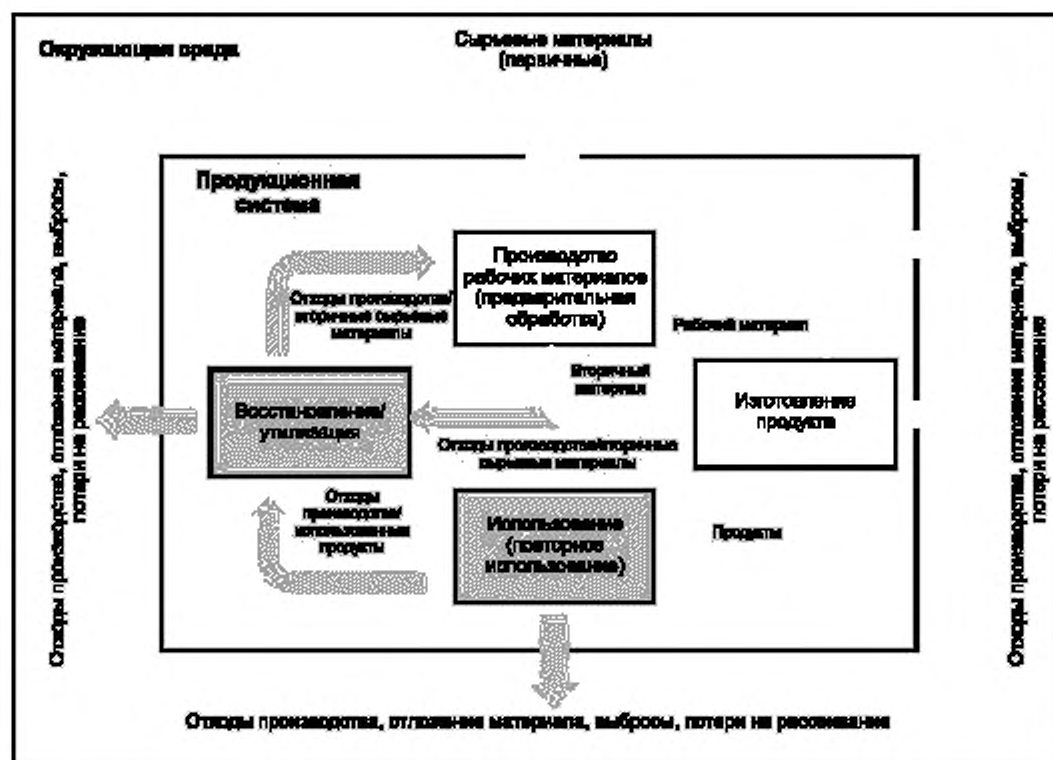 Окружающая среда
Сырьевые материалы
(первичные)
Продукционная
система
Производство
рабочих материалов
(предварительная
обработка)
Отходы производства/
вторичные сырьевые
материалы
Рабочий материал
Вторичный
материал
Восстановление/
утилизация
Изготовление
продукта
Отходы производства/вторичные
сырьевые материалы
Отходы
производства/
использованные
продукты
Использование
(повторное
использование)
Продукты
Отходы производства, отложение материала, выбросы,
потери на рассеивание
Отходы производства, отложение материала, выбросы,
потери на рассеивание
Отходы производства, отложение материала, выбросы, потери на рассеивание